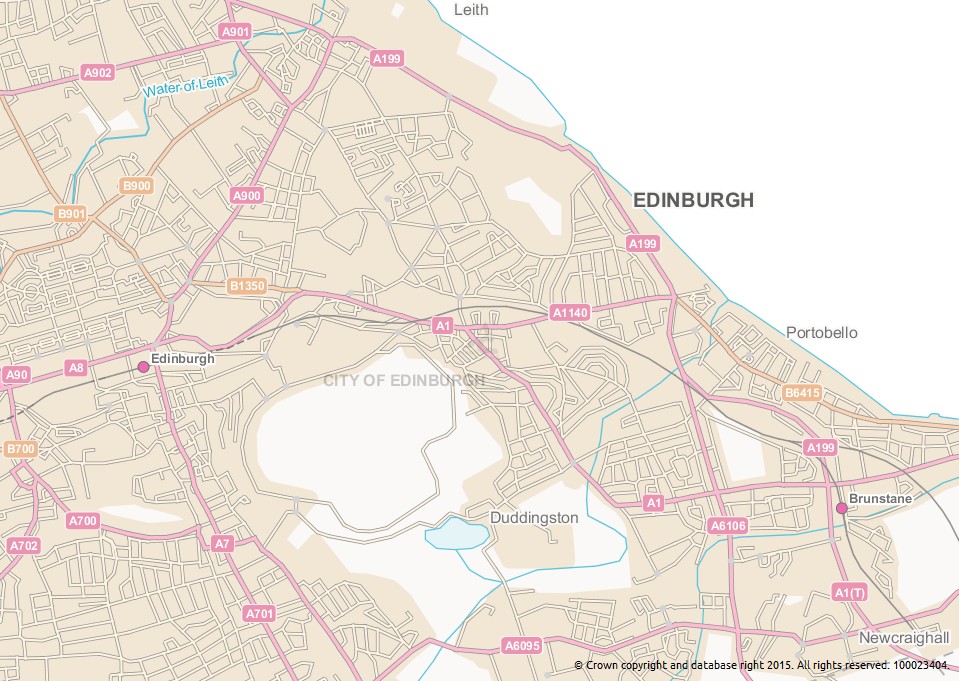 Leith
A901
A199
A902
Water of Leith
B900
A900
EDINBURGH
B901
A199
B1350
A1140
A1
Portobello
Edinburgh
A8
A90
CITY OF EDINBURGH
B6415
B700
A199
A1
Brunstane
A700
Duddingston
A6106
A702
A7
A1(T)
A701
Newcraighall
A6095
© Crown copyright and database right 2015. All rights reserved. 100023404.